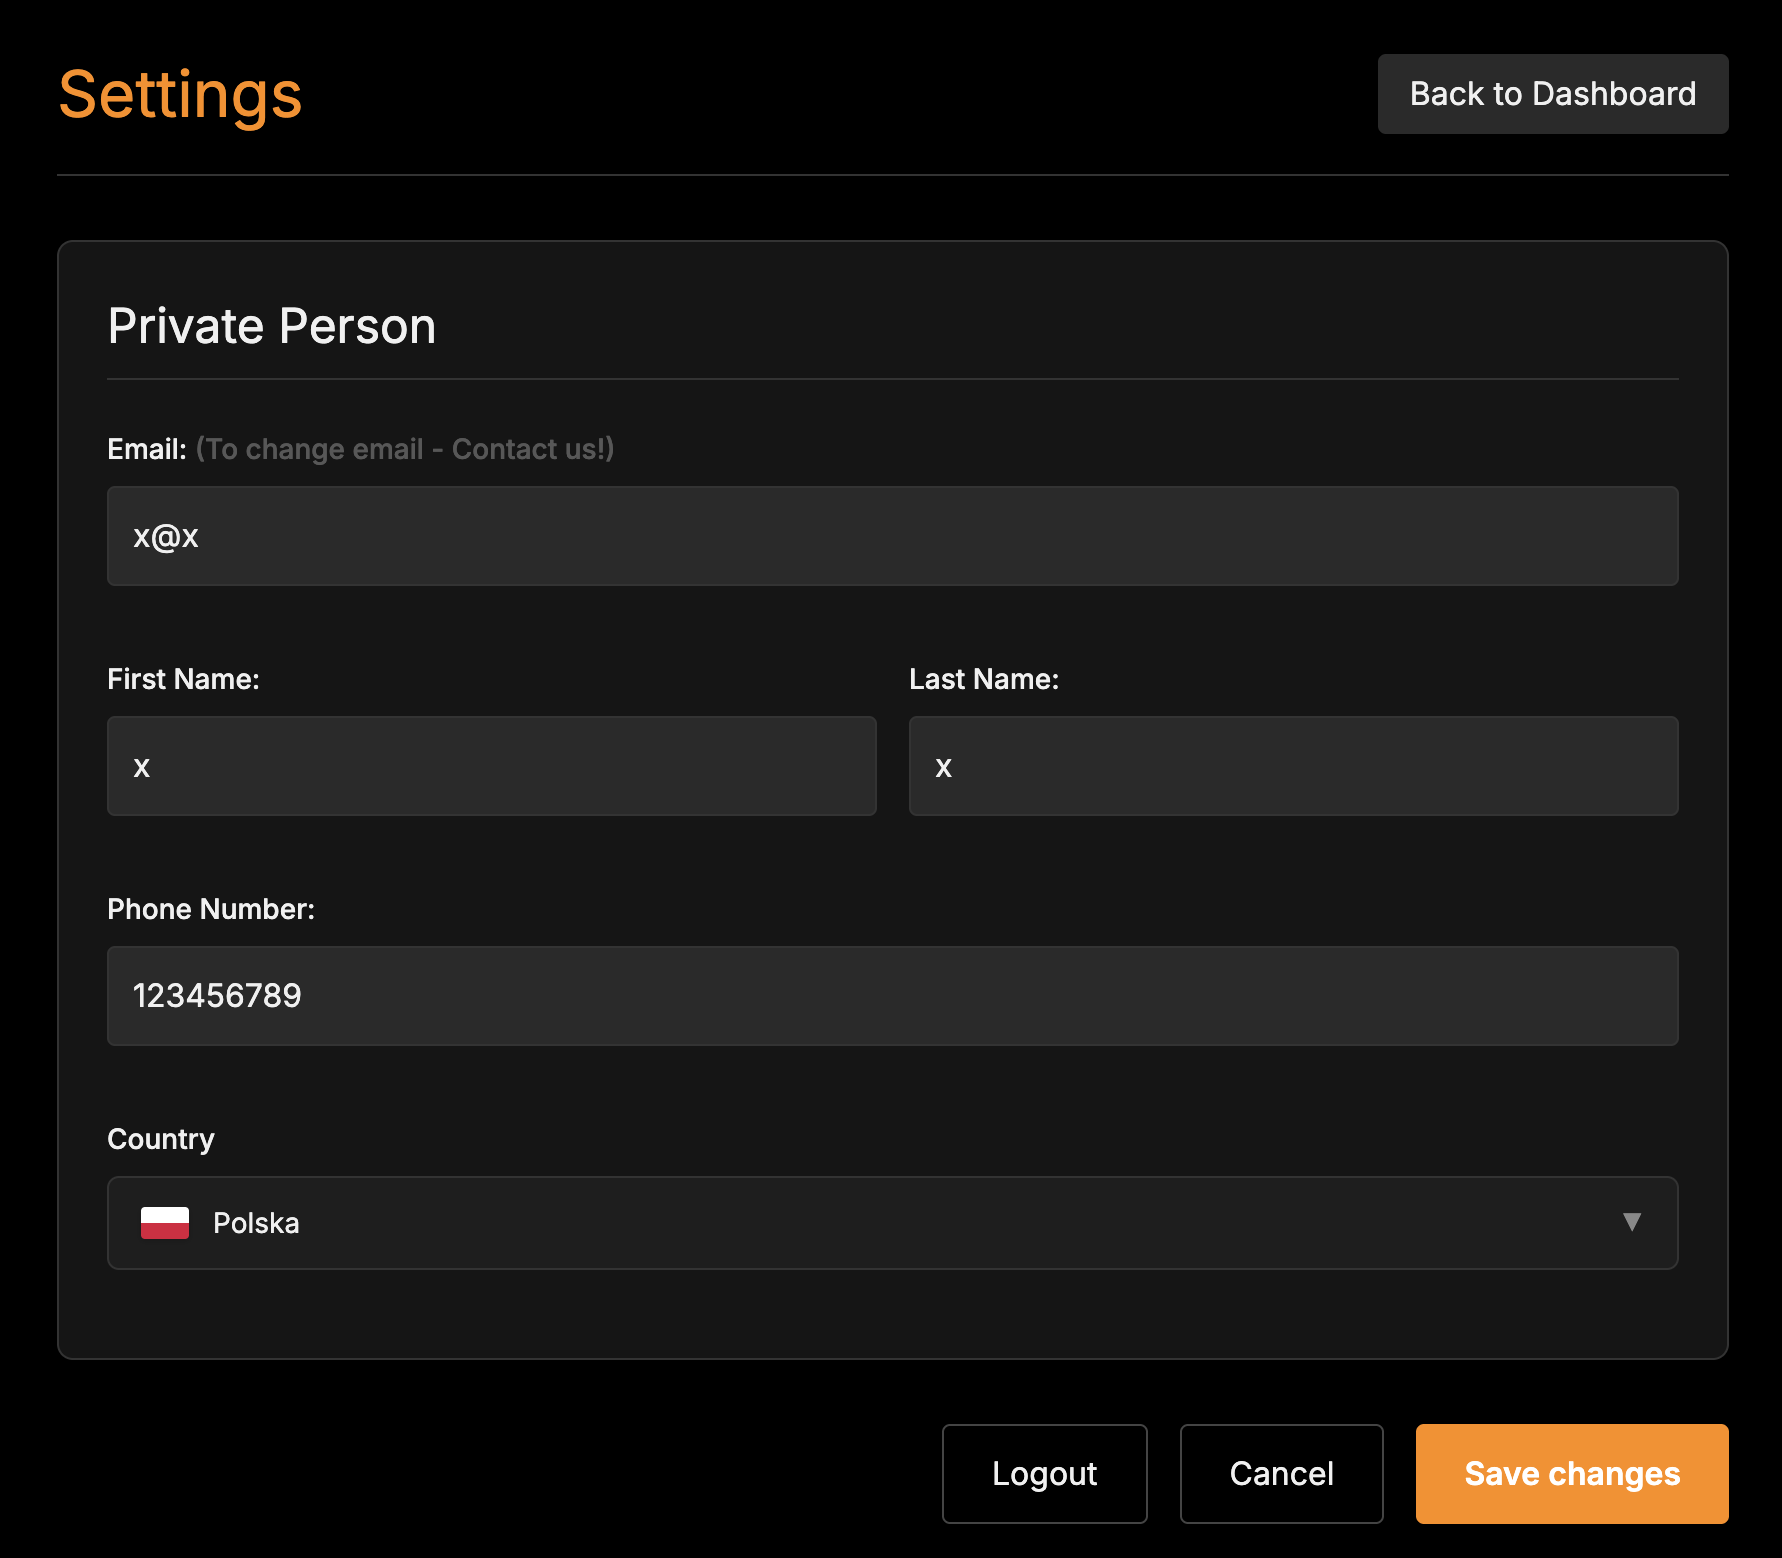 Settings
Back to Dashboard
Private Person
Email: (To change email - Contact us!)
x@x
First Name:
Last Name:
x
x
Phone Number:
123456789
Country
Polska
Logout
Cancel
Save changes